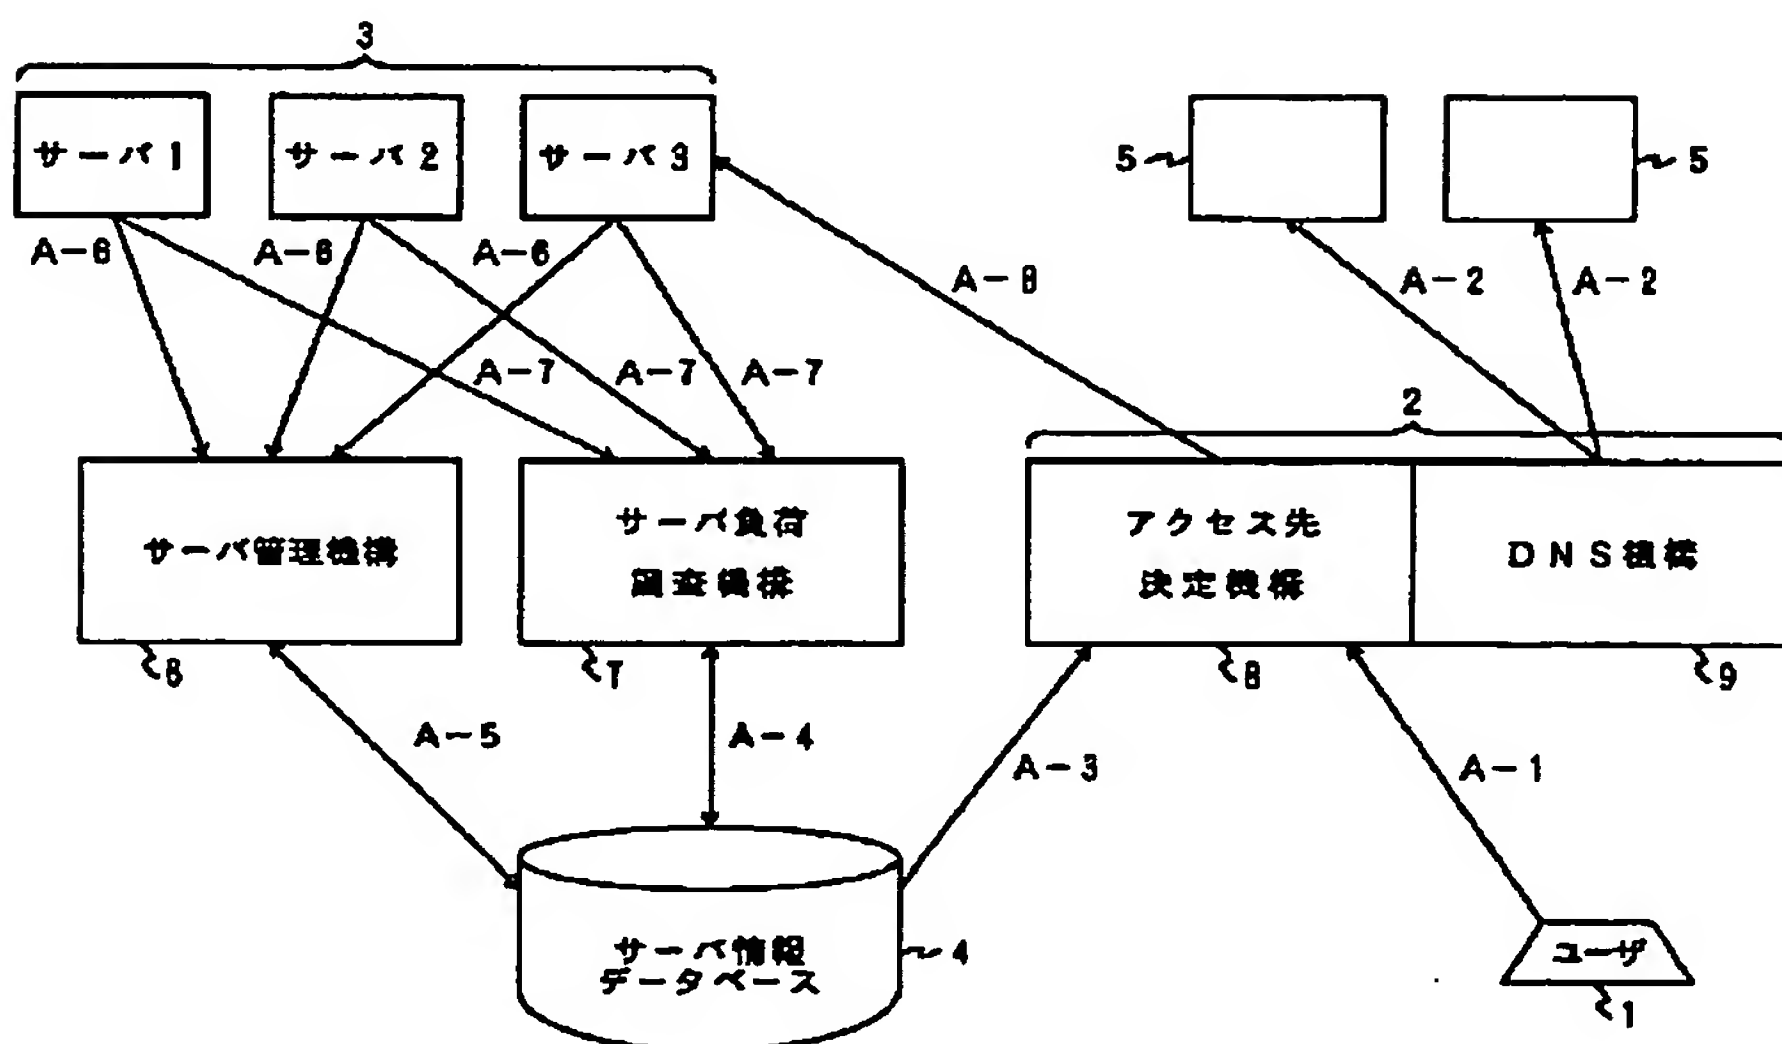 3
サーバ1
サーバ2
サーバ3
5
5
A-6
A-6
A-6
A-8
A-2
A-2
A-7
A-7
A-7
2
サーバ管理機構
サーバ負荷
調査機構
アクセス先
決定機構
DNS機構
6
7
8
9
A-5
A-4
A-3
A-1
サーバ情報
データベース
4
ユーザ
1